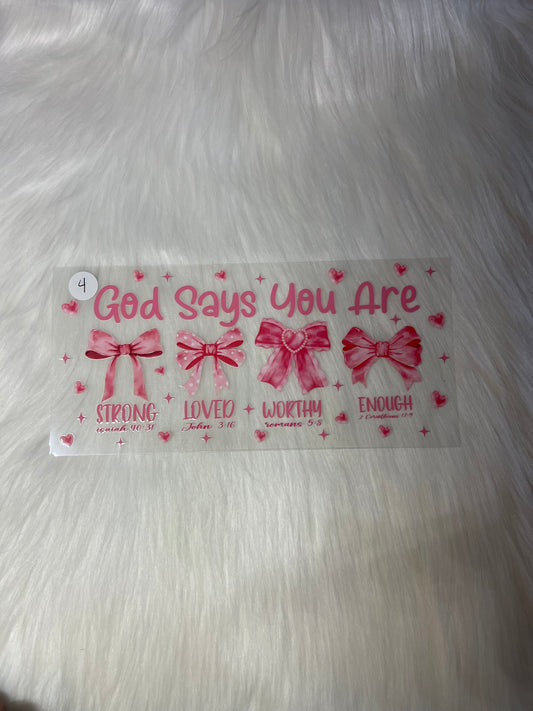 4
God Says You Are
STRONG LOVED WORTHY ENOUGH
isaiah 40:31 John 3:16 romans 5:8 2 Corinthians 12:9